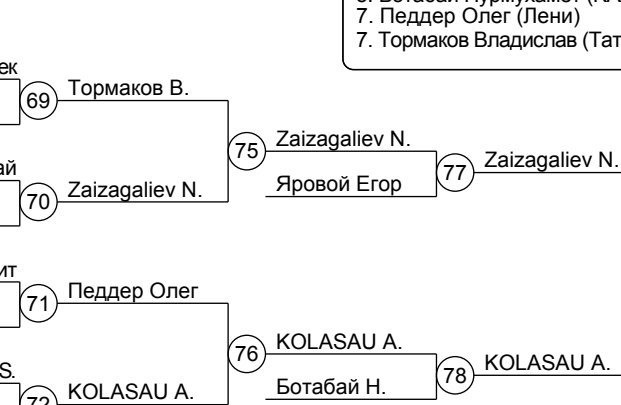 7. Педдер Олег (Лени)
7. Тормаков Владислав (Тат
69 Тормаков В.
75 Zaizagaliev N.
77 Zaizagaliev N.
70 Zaizagaliev N.
Яровой Егор
71 Педдер Олег
76 KOLASAU A.
78 KOLASAU A.
S.
72 KOLASAU A.
Ботабай Н.